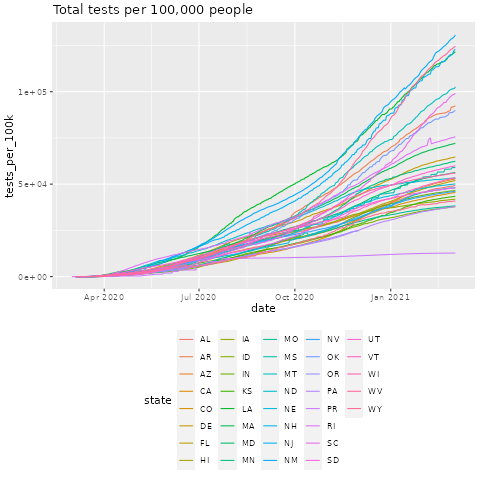 Total tests per 100,000 people
tests_per_100k
1e+05
5e+04
0e+00
Apr 2020 Jul 2020 Oct 2020 Jan 2021
date
state
AL IA MO NV UT
AR ID MS OK VT
AZ IN MT OR WI
CA KS ND PA WV
CO LA NE PR WY
DE MA NH RI
FL MD NJ SC
HI MN NM SD